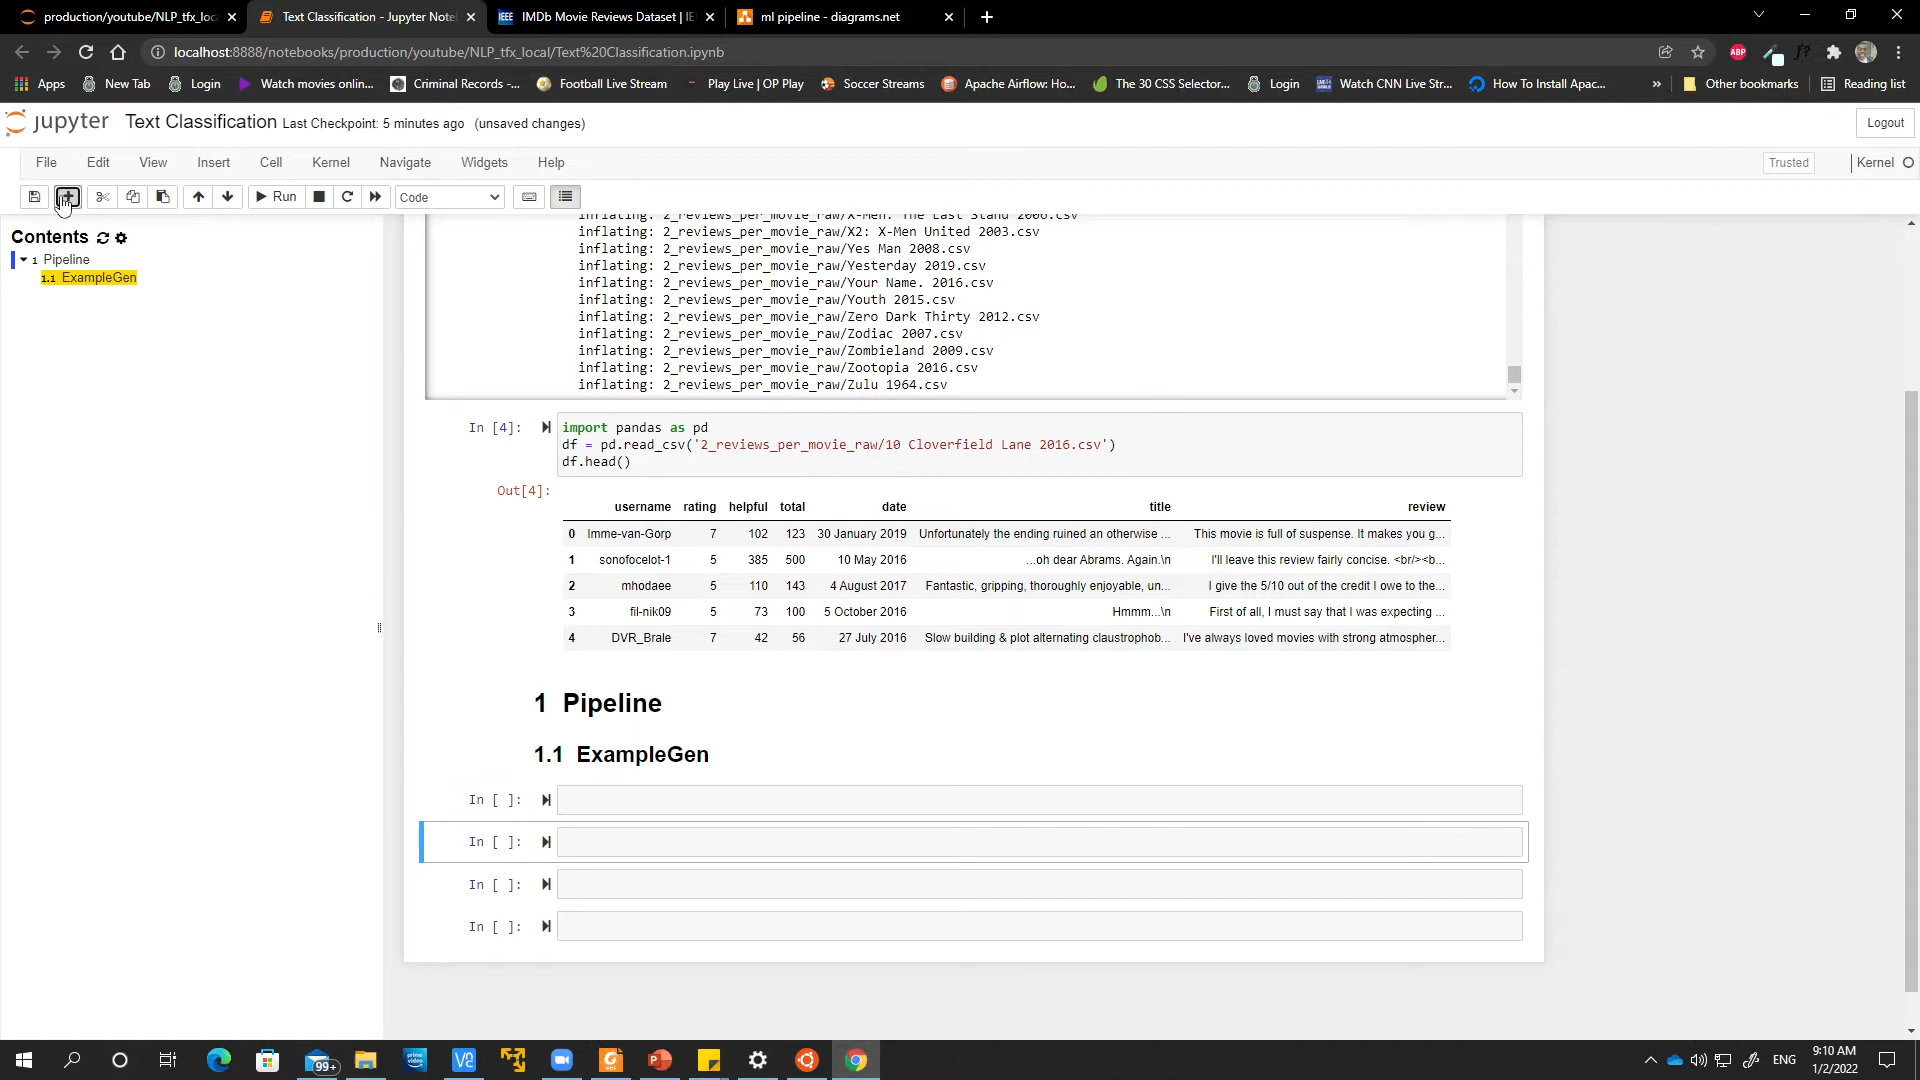 production/youtube/NLP_tfx_loc
Text Classification - Jupyter Note
IMDb Movie Reviews Dataset | IE
ml pipeline - diagrams.net
localhost:8888/notebooks/production/youtube/NLP_tfx_local/Text%20Classification.ipynb
ABP
f?
Apps
New Tab
Login
Watch movies onlin...
Criminal Records -...
Football Live Stream
Play Live | OP Play
Soccer Streams
Apache Airflow: Ho...
The 30 CSS Selector...
Login
Watch CNN Live Str...
How To Install Apac...
»
Other bookmarks
Reading list
jupyter Text Classification Last Checkpoint: 5 minutes ago (unsaved changes)
Logout
File Edit View Insert Cell Kernel Navigate Widgets Help
Trusted
Kernel
Run
Code
Contents
1 Pipeline
1.1 ExampleGen
inflating: 2_reviews_per_movie_raw/X-Men: The Last Stand 2006.csv
inflating: 2_reviews_per_movie_raw/X2: X-Men United 2003.csv
inflating: 2_reviews_per_movie_raw/Yes Man 2008.csv
inflating: 2_reviews_per_movie_raw/Yesterday 2019.csv
inflating: 2_reviews_per_movie_raw/Your Name. 2016.csv
inflating: 2_reviews_per_movie_raw/Youth 2015.csv
inflating: 2_reviews_per_movie_raw/Zero Dark Thirty 2012.csv
inflating: 2_reviews_per_movie_raw/Zodiac 2007.csv
inflating: 2_reviews_per_movie_raw/Zombieland 2009.csv
inflating: 2_reviews_per_movie_raw/Zootopia 2016.csv
inflating: 2_reviews_per_movie_raw/Zulu 1964.csv
In [4]: import pandas as pd
df = pd.read_csv('2_reviews_per_movie_raw/10 Cloverfield Lane 2016.csv')
df.head()
Out[4]:
username rating helpful total date title review
0 Imme-van-Gorp 7 102 123 30 January 2019 Unfortunately the ending ruined an otherwise ... This movie is full of suspense. It makes you g...
1 sonofocelot-1 5 385 500 10 May 2016 ...oh dear Abrams. Again.\n I'll leave this review fairly concise. <br/><b...
2 mhodaee 5 110 143 4 August 2017 Fantastic, gripping, thoroughly enjoyable, un... I give the 5/10 out of the credit I owe to the...
3 fil-nik09 5 73 100 5 October 2016 Hmmm...\n First of all, I must say that I was expecting ...
4 DVR_Brale 7 42 56 27 July 2016 Slow building & plot alternating claustrophob... I've always loved movies with strong atmospher...
1 Pipeline
1.1 ExampleGen
In [ ]:
In [ ]:
In [ ]:
In [ ]:
99+
ENG
9:10 AM
1/2/2022